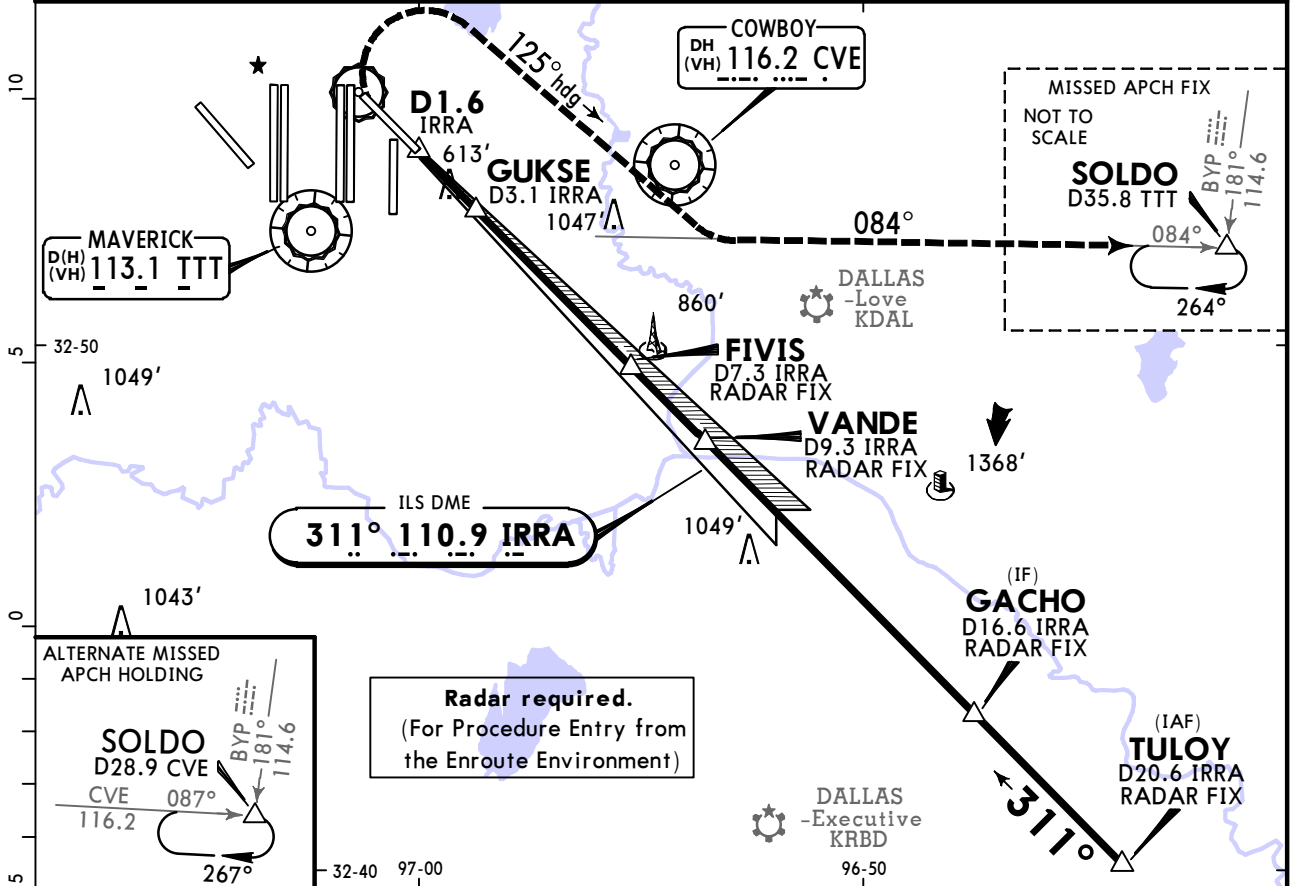 COWBOY
DH
(VH) 116.2 CVE
125° hdg
10
D1.6
IRRA
613'
GUKSE
D3.1 IRRA
1047'
084°
MISSED APCH FIX
NOT TO
SCALE
SOLDO
D35.8 TTT
BYP
181°
114.6
084°
264°
MAVERICK
D(H)
(VH) 113.1 TTT
DALLAS
-Love
KDAL
860'
5
32-50
1049'
FIVIS
D7.3 IRRA
RADAR FIX
VANDE
D9.3 IRRA
RADAR FIX
1368'
ILS DME
311° 110.9 IRRA
1049'
(IF)
GACHO
D16.6 IRRA
RADAR FIX
0
1043'
ALTERNATE MISSED
APCH HOLDING
SOLDO
D28.9 CVE
BYP
181°
114.6
CVE
116.2
087°
267°
Radar required.
(For Procedure Entry from
the Enroute Environment)
(IAF)
TULOY
D20.6 IRRA
RADAR FIX
311°
DALLAS
-Executive
KRBD
5
32-40
97-00
96-50